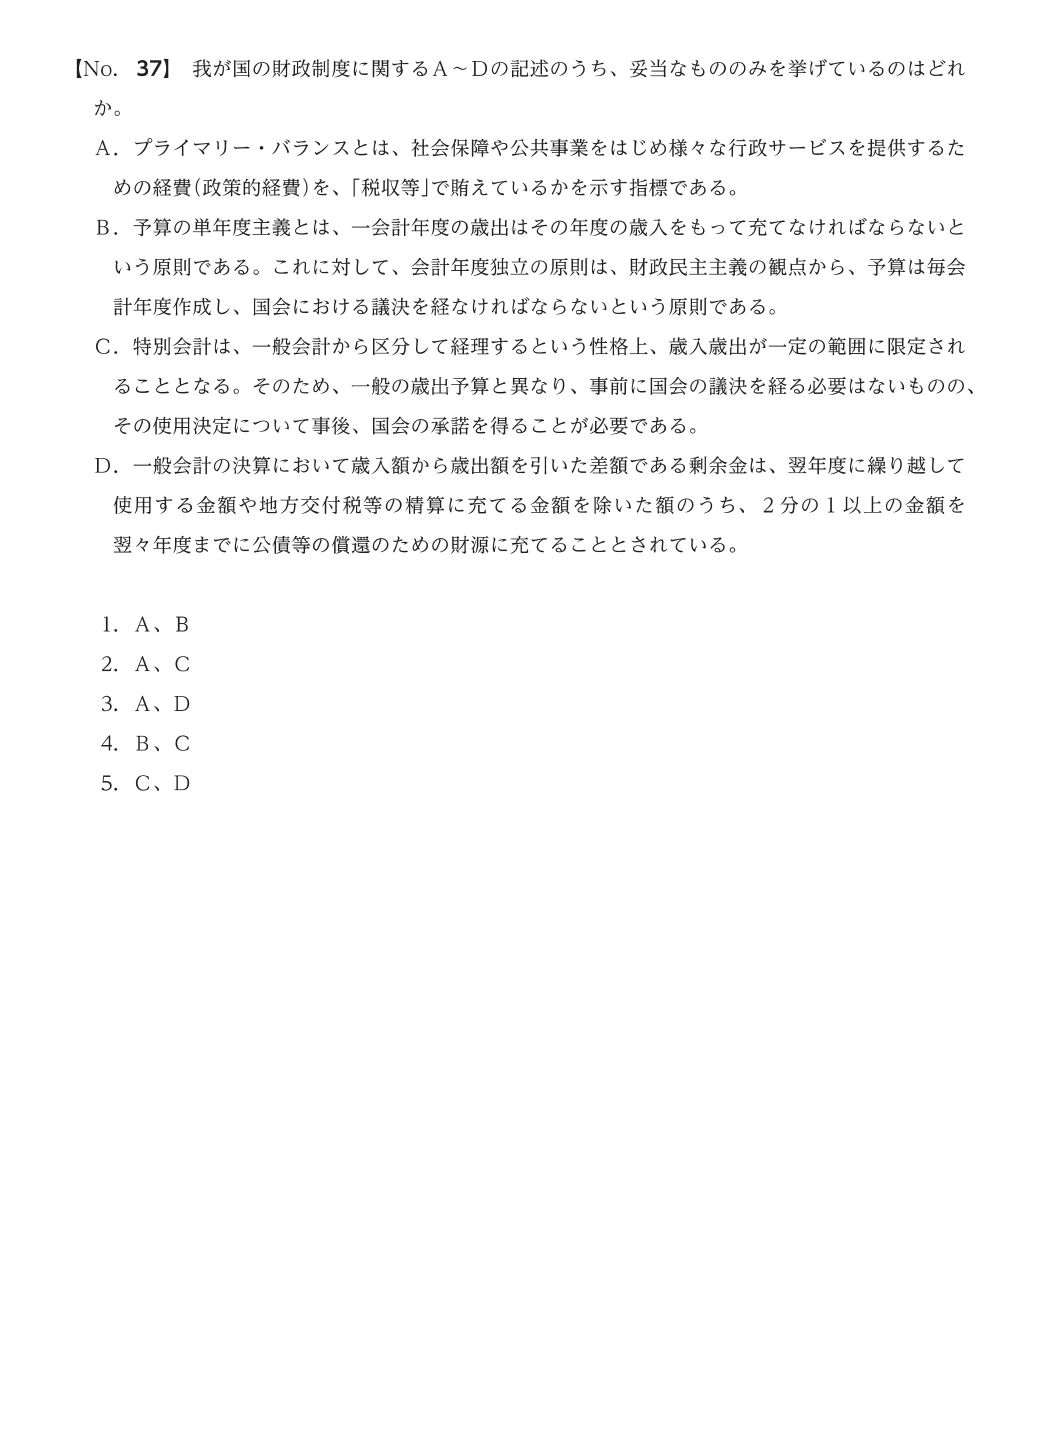 【No. 37】 我が国の財政制度に関するA～Dの記述のうち、妥当なもののみを挙げているのはどれ
か。
A．プライマリー・バランスとは、社会保障や公共事業をはじめ様々な行政サービスを提供するた
めの経費(政策的経費)を、「税収等」で賄えているかを示す指標である。
B．予算の単年度主義とは、一会計年度の歳出はその年度の歳入をもって充てなければならないと
いう原則である。これに対して、会計年度独立の原則は、財政民主主義の観点から、予算は毎会
計年度作成し、国会における議決を経なければならないという原則である。
C．特別会計は、一般会計から区分して経理するという性格上、歳入歳出が一定の範囲に限定され
ることとなる。そのため、一般の歳出予算と異なり、事前に国会の議決を経る必要はないものの、
その使用決定について事後、国会の承諾を得ることが必要である。
D．一般会計の決算において歳入額から歳出額を引いた差額である剰余金は、翌年度に繰り越して
使用する金額や地方交付税等の精算に充てる金額を除いた額のうち、2分の1以上の金額を
翌々年度までに公債等の償還のための財源に充てることとされている。
1．A、B
2．A、C
3．A、D
4．B、C
5．C、D